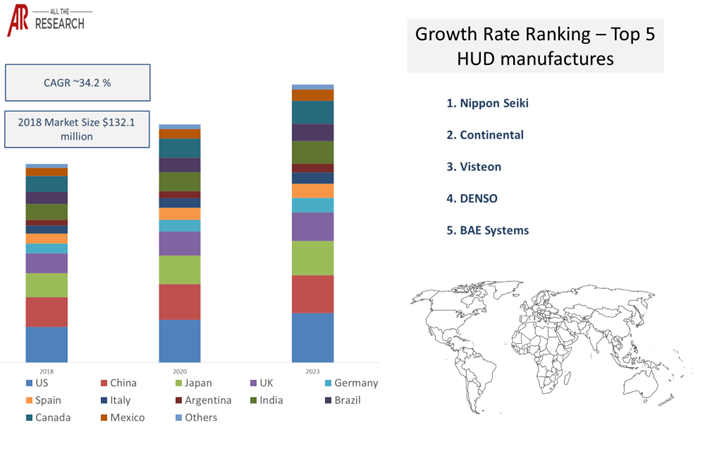 ALL THE
RESEARCH
Growth Rate Ranking – Top 5
HUD manufactures
CAGR ~34.2 %
2018 Market Size $132.1
million
1. Nippon Seiki
2. Continental
3. Visteon
4. DENSO
5. BAE Systems
2018
2020
2023
US
China
Japan
UK
Germany
Spain
Italy
Argentina
India
Brazil
Canada
Mexico
Others